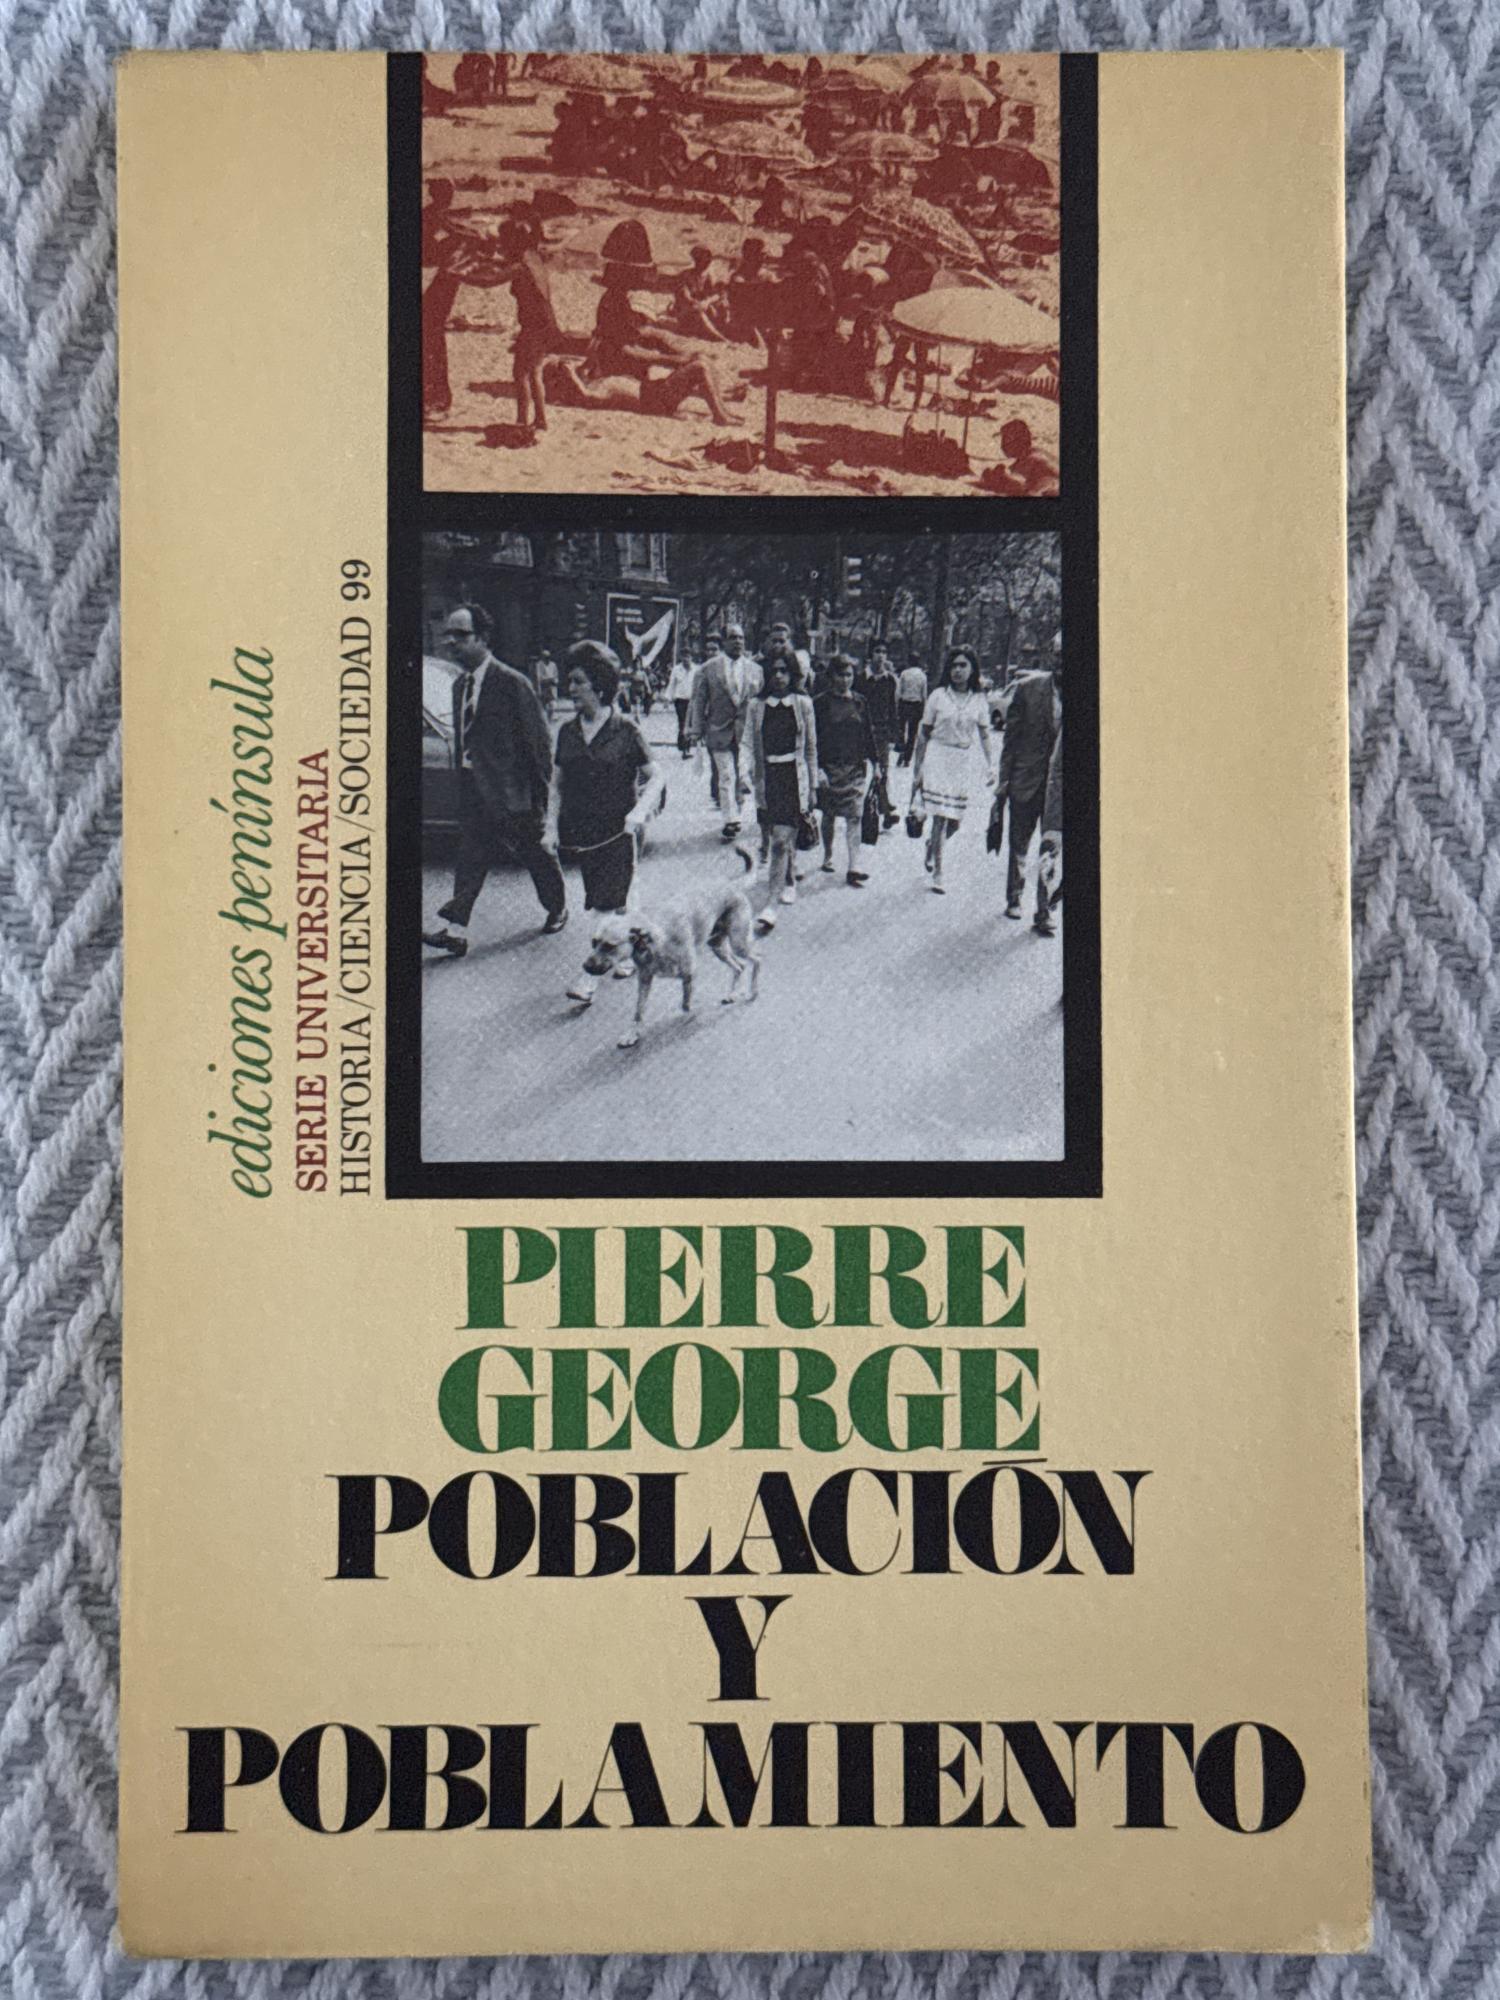 ediciones península
SERIE UNIVERSITARIA
HISTORIA/CIENCIA/SOCIEDAD 99
PIERRE
GEORGE
POBLACIÓN
Y
POBLAMIENTO